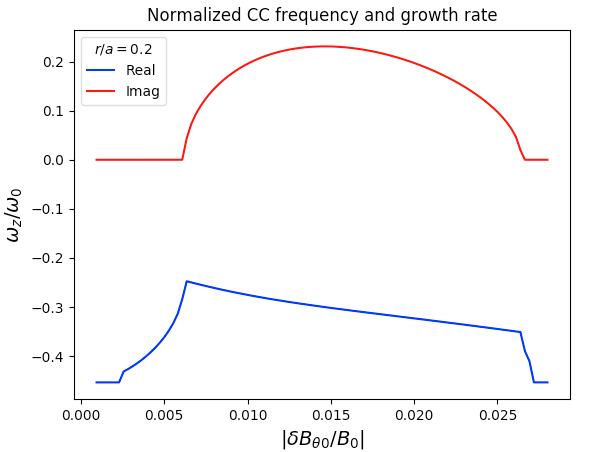 Normalized CC frequency and growth rate
r/a = 0.2
Real
Imag
0.2
0.1
0.0
−0.1
−0.2
−0.3
−0.4
ω_z/ω_0
0.000 0.005 0.010 0.015 0.020 0.025
|δB_θ0/B_0|